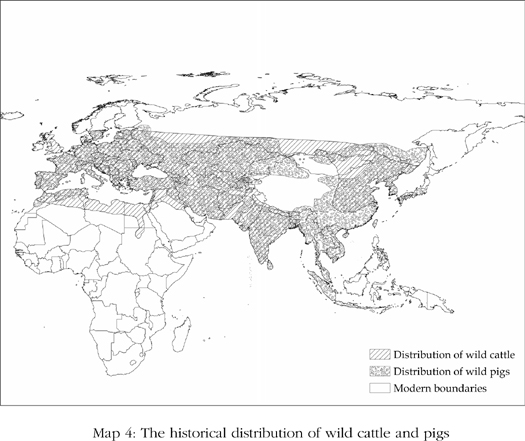 Distribution of wild cattle
Distribution of wild pigs
Modern boundaries
Map 4: The historical distribution of wild cattle and pigs